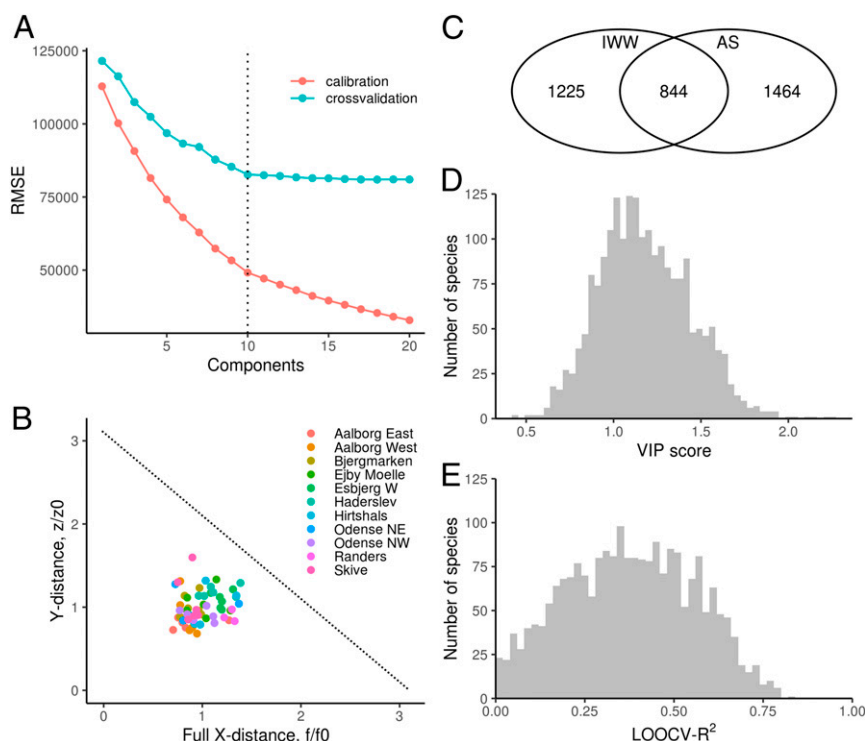 A
125000
100000
75000
50000
RMSE
5
10
15
20
Components
calibration
crossvalidation
B
3
2
1
0
Y-distance, z/z0
0
1
2
3
Full X-distance, f/f0
Aalborg East
Aalborg West
Bjergmarken
Ejby Moelle
Esbjerg W
Haderslev
Hirtshals
Odense NE
Odense NW
Randers
Skive
C
IWW AS
1225 844 1464
D
125
100
75
50
25
0
Number of species
0.5
1.0
1.5
2.0
VIP score
E
125
100
75
50
25
0
Number of species
0.00
0.25
0.50
0.75
1.00
LOOCV-R²